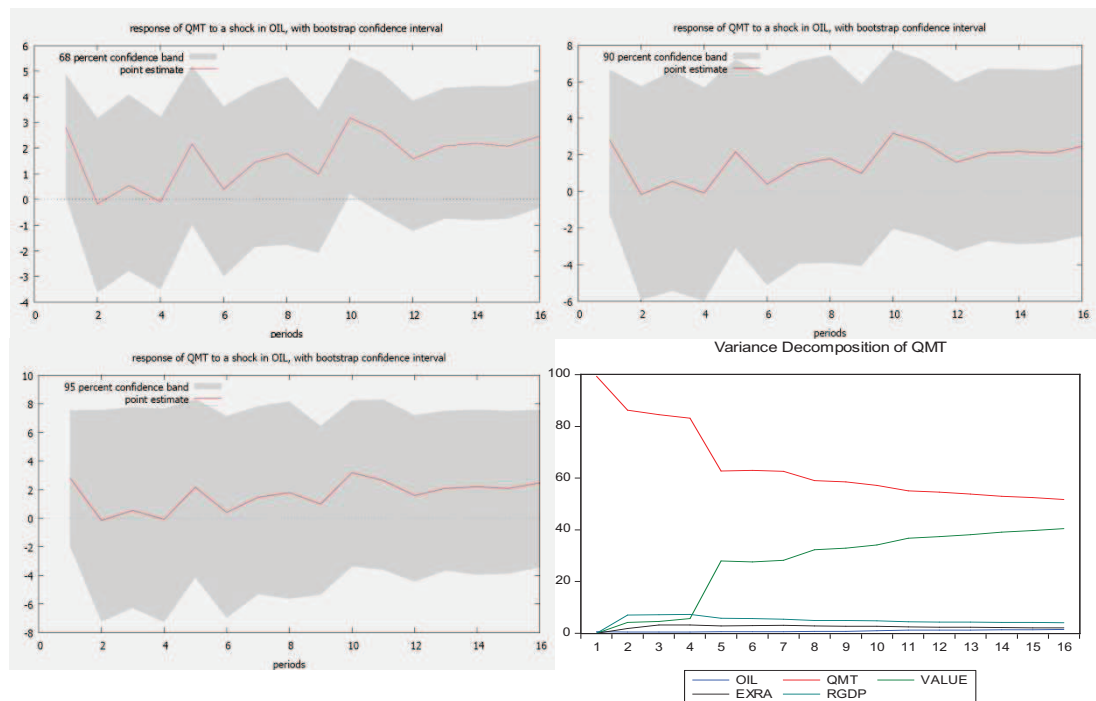 response of QMT to a shock in OIL, with bootstrap confidence interval
68 percent confidence band
point estimate
6
5
4
3
2
1
0
-1
-2
-3
-4
0 2 4 6 8 10 12 14 16
periods
response of QMT to a shock in OIL, with bootstrap confidence interval
90 percent confidence band
point estimate
8
6
4
2
0
-2
-4
-6
0 2 4 6 8 10 12 14 16
periods
response of QMT to a shock in OIL, with bootstrap confidence interval
95 percent confidence band
point estimate
10
8
6
4
2
0
-2
-4
-6
-8
0 2 4 6 8 10 12 14 16
periods
Variance Decomposition of QMT
100
80
60
40
20
0
1 2 3 4 5 6 7 8 9 10 11 12 13 14 15 16
OIL QMT VALUE
EXRA RGDP